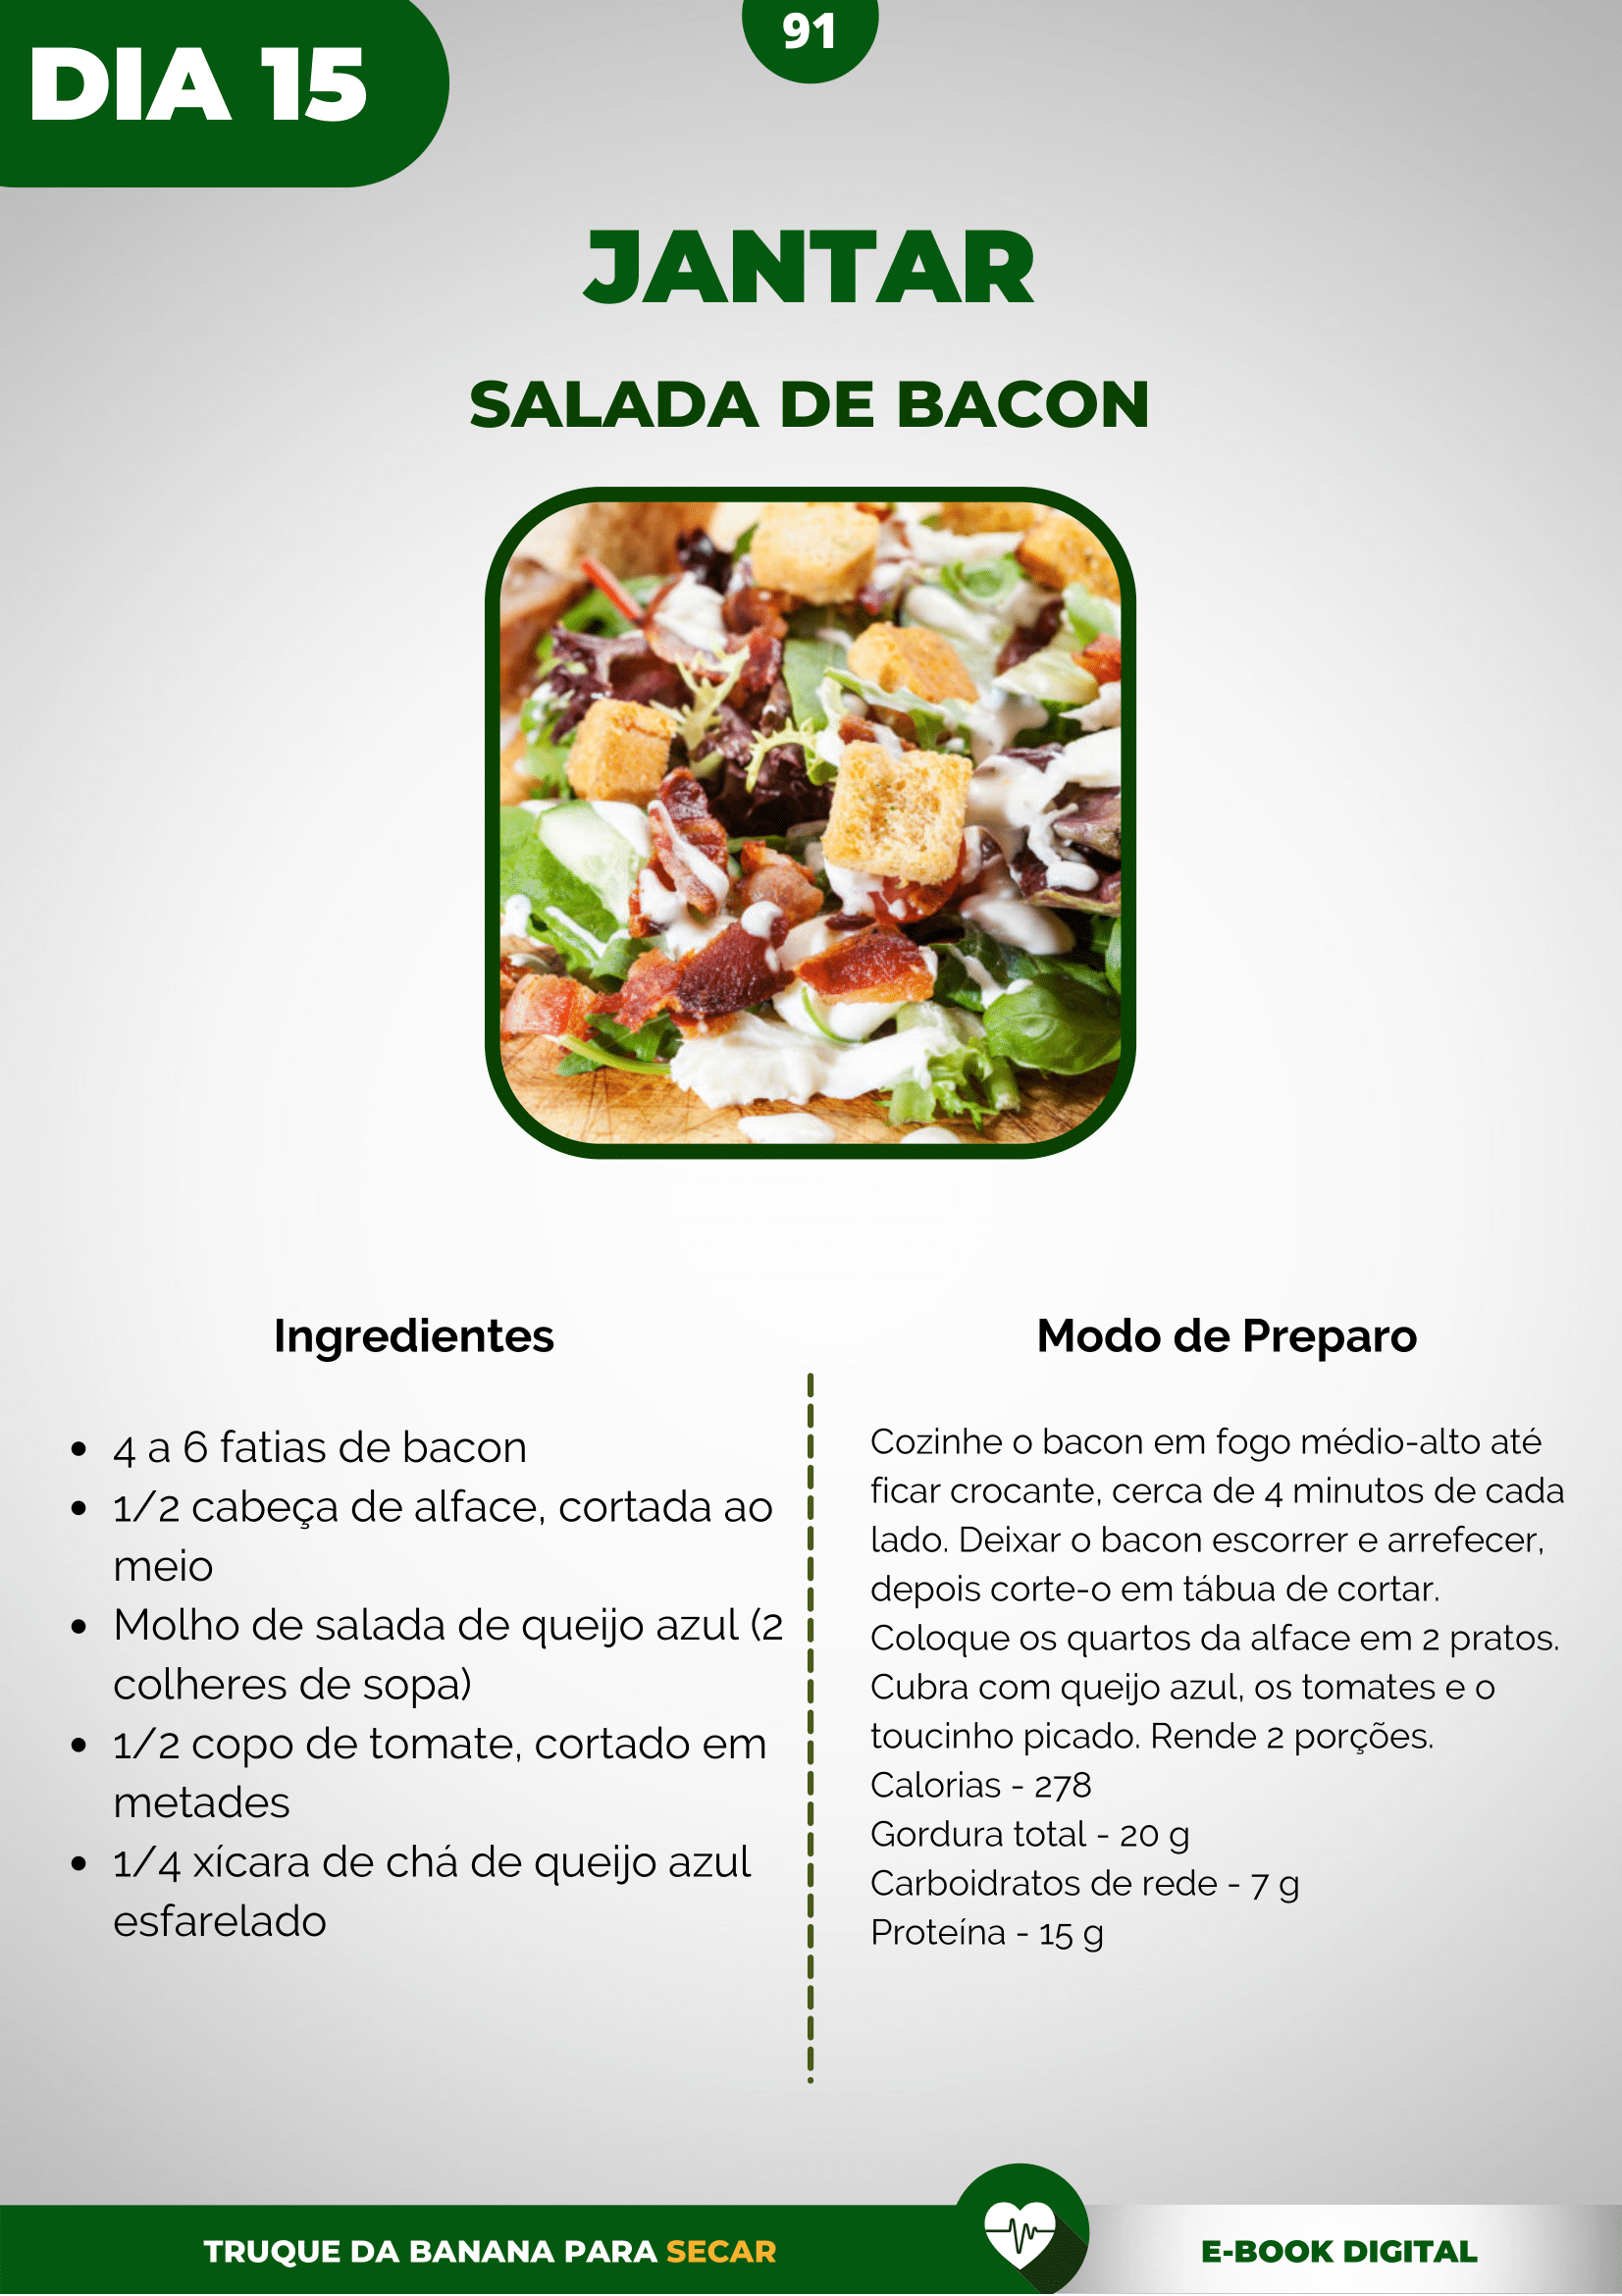 DIA 15
91
JANTAR
SALADA DE BACON
Ingredientes
• 4 a 6 fatias de bacon
• 1/2 cabeça de alface, cortada ao
meio
• Molho de salada de queijo azul (2
colheres de sopa)
• 1/2 copo de tomate, cortado em
metades
• 1/4 xícara de chá de queijo azul
esfarelado
Modo de Preparo
Cozinhe o bacon em fogo médio-alto até
ficar crocante, cerca de 4 minutos de cada
lado. Deixar o bacon escorrer e arrefecer,
depois corte-o em tábua de cortar.
Coloque os quartos da alface em 2 pratos.
Cubra com queijo azul, os tomates e o
toucinho picado. Rende 2 porções.
Calorias - 278
Gordura total - 20 g
Carboidratos de rede - 7 g
Proteína - 15 g
TRUQUE DA BANANA PARA SECAR
E-BOOK DIGITAL